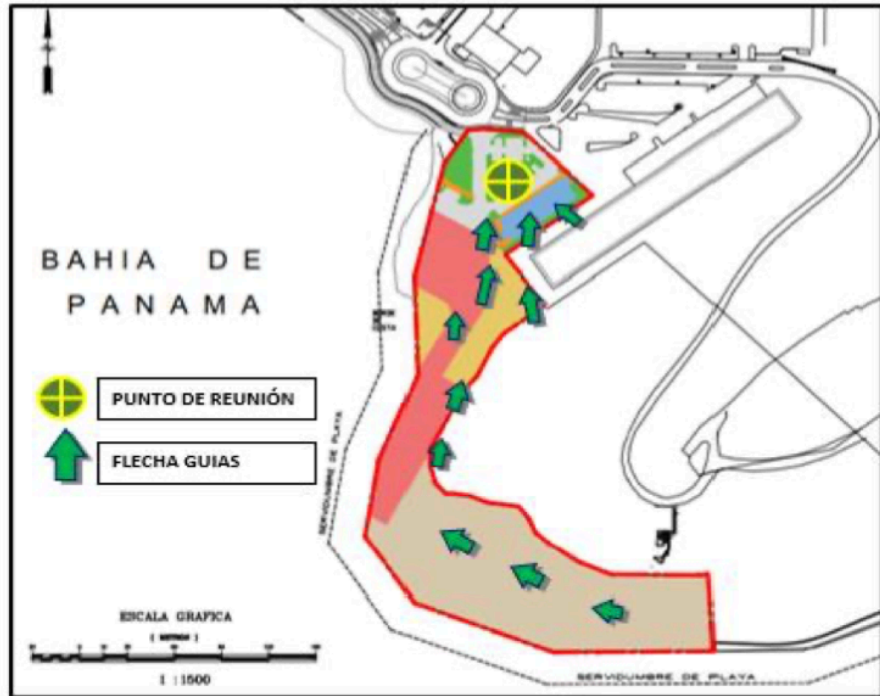 BAHIA DE
PANAMA
PUNTO DE REUNIÓN
FLECHA GUIAS
SERVIDUMBRE DE PLAYA
ESCALA GRAFICA
1 :1500
SERVIDUMBRE DE PLAYA